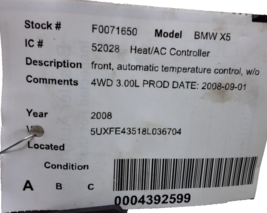 Stock # F0071650 Model BMW X5
IC # 52028 Heat/AC Controller
Description front, automatic temperature control, w/o
Comments 4WD 3.00L PROD DATE: 2008-09-01
Year 2008
5UXFE43518L036704
Located
Condition
A B C
0004392599